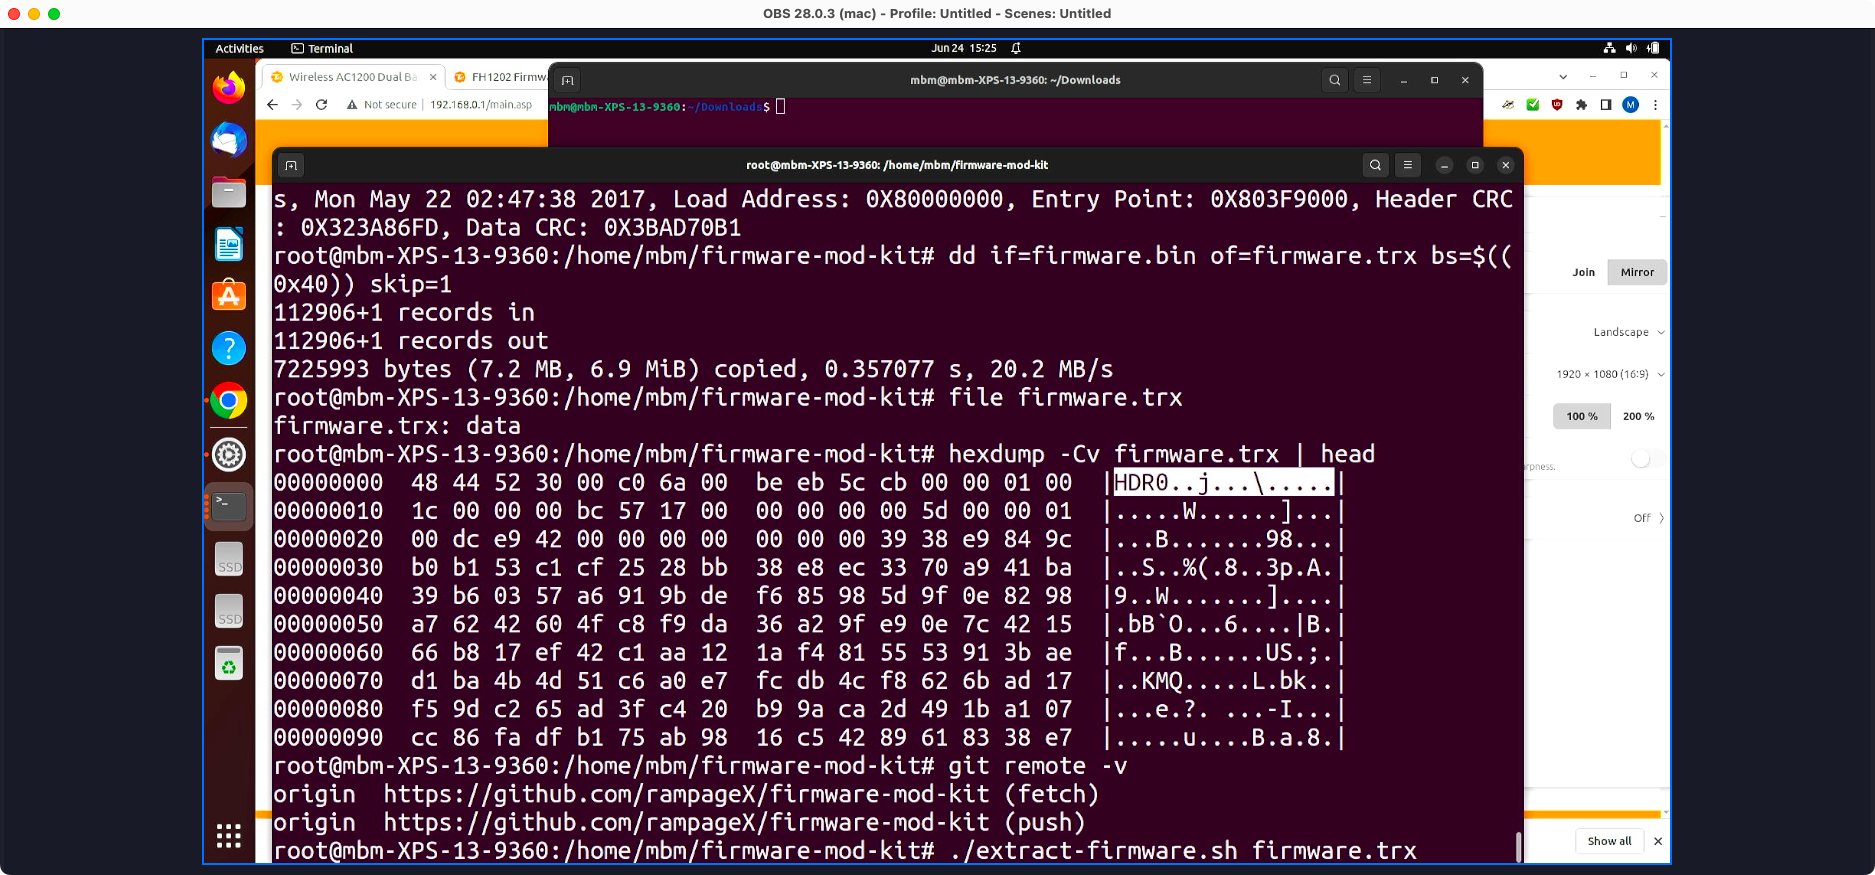 OBS 28.0.3 (mac) - Profile: Untitled - Scenes: Untitled
Activities
Terminal
Jun 24 15:25
Wireless AC1200 Dual Ba
FH1202 Firmw
mbm@mbm-XPS-13-9360: ~/Downloads
Not secure
192.168.0.1/main.asp
mbm@mbm-XPS-13-9360:~/Downloads$
M
root@mbm-XPS-13-9360: /home/mbm/firmware-mod-kit
s, Mon May 22 02:47:38 2017, Load Address: 0X80000000, Entry Point: 0X803F9000, Header CRC
: 0X323A86FD, Data CRC: 0X3BAD70B1
root@mbm-XPS-13-9360:/home/mbm/firmware-mod-kit# dd if=firmware.bin of=firmware.trx bs=$((
0x40)) skip=1
112906+1 records in
112906+1 records out
7225993 bytes (7.2 MB, 6.9 MiB) copied, 0.357077 s, 20.2 MB/s
root@mbm-XPS-13-9360:/home/mbm/firmware-mod-kit# file firmware.trx
firmware.trx: data
root@mbm-XPS-13-9360:/home/mbm/firmware-mod-kit# hexdump -Cv firmware.trx | head
00000000  48 44 52 30 00 c0 6a 00  be eb 5c cb 00 00 01 00  |HDR0..j...\.....|
00000010  1c 00 00 00 bc 57 17 00  00 00 00 00 5d 00 00 01  |.....W......]...|
00000020  00 dc e9 42 00 00 00 00  00 00 00 39 38 e9 84 9c  |...B.......98...|
00000030  b0 b1 53 c1 cf 25 28 bb  38 e8 ec 33 70 a9 41 ba  |..S..%(.8..3p.A.|
00000040  39 b6 03 57 a6 91 9b de  f6 85 98 5d 9f 0e 82 98  |9..W.......]....|
00000050  a7 62 42 60 4f c8 f9 da  36 a2 9f e9 0e 7c 42 15  |.bB`O...6....|B.|
00000060  66 b8 17 ef 42 c1 aa 12  1a f4 81 55 53 91 3b ae  |f...B......US.;.|
00000070  d1 ba 4b 4d 51 c6 a0 e7  fc db 4c f8 62 6b ad 17  |..KMQ.....L.bk..|
00000080  f5 9d c2 65 ad 3f c4 20  b9 9a ca 2d 49 1b a1 07  |...e.?. ...-I...|
00000090  cc 86 fa df b1 75 ab 98  16 c5 42 89 61 83 38 e7  |.....u....B.a.8.|
root@mbm-XPS-13-9360:/home/mbm/firmware-mod-kit# git remote -v
origin  https://github.com/rampageX/firmware-mod-kit (fetch)
origin  https://github.com/rampageX/firmware-mod-kit (push)
root@mbm-XPS-13-9360:/home/mbm/firmware-mod-kit# ./extract-firmware.sh firmware.trx
Join
Mirror
Landscape
1920 × 1080 (16:9)
100 %
200 %
arpness.
Off
SSD
SSD
Show all